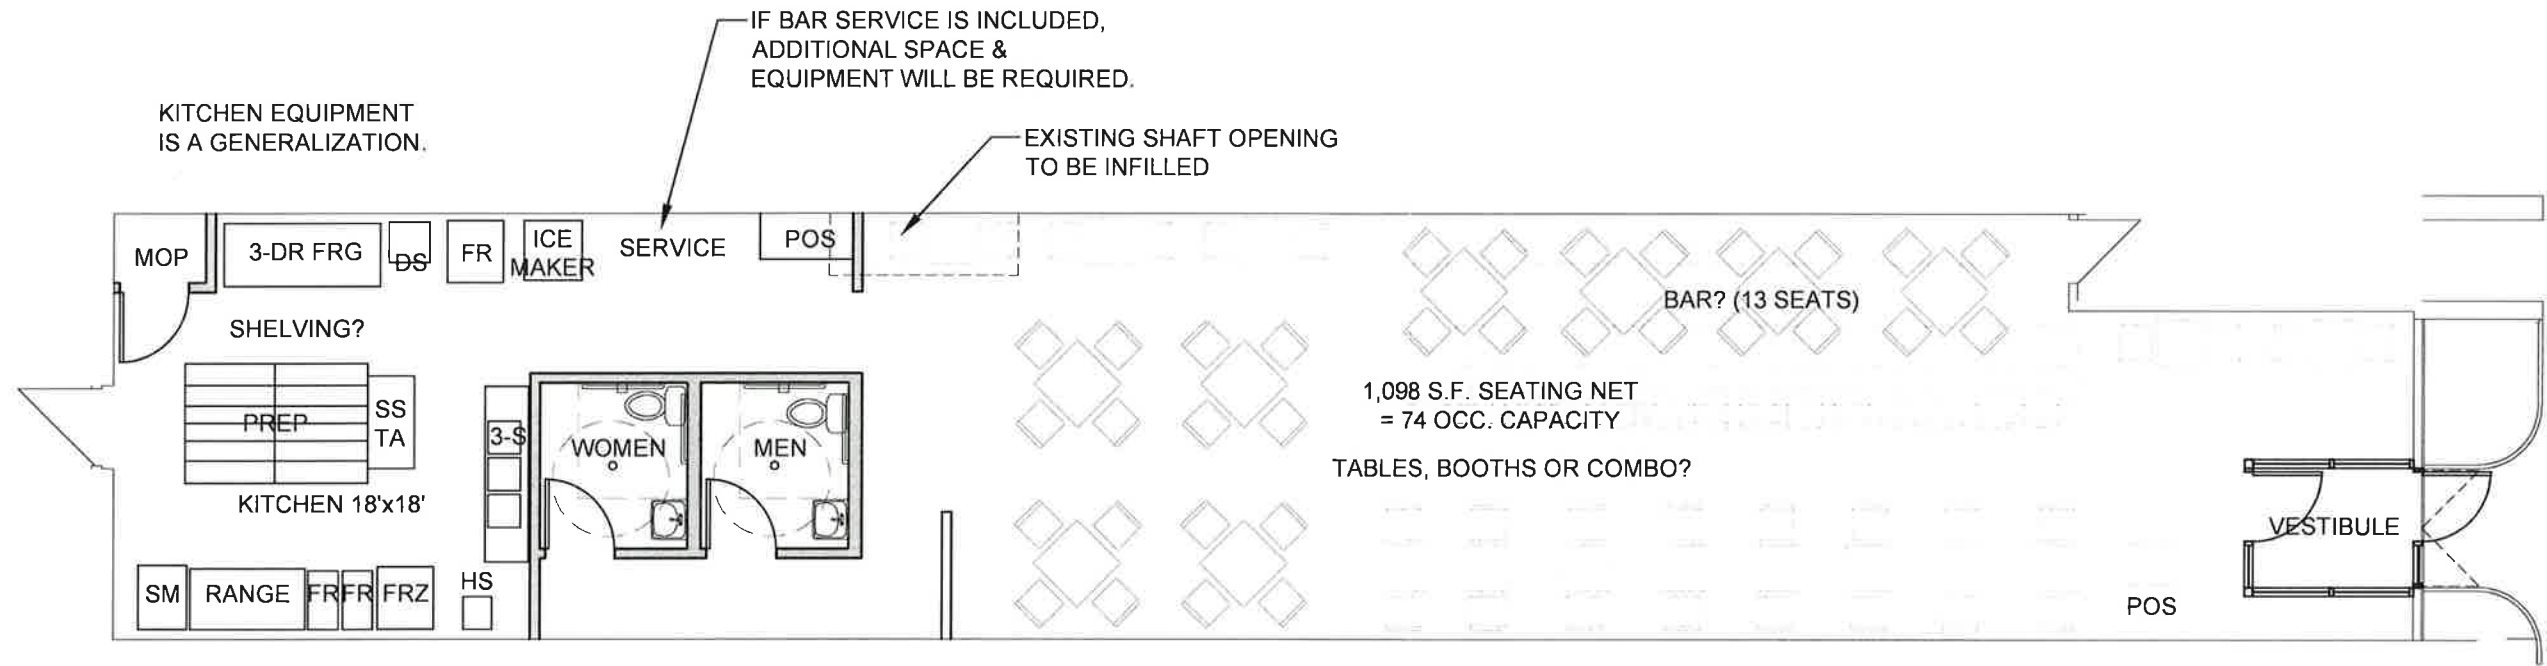 IF BAR SERVICE IS INCLUDED,
ADDITIONAL SPACE &
EQUIPMENT WILL BE REQUIRED.
KITCHEN EQUIPMENT
IS A GENERALIZATION.
EXISTING SHAFT OPENING
TO BE INFILLED
MOP
3-DR FRG
DS
FR
ICE
MAKER
SERVICE
POS
SHELVING?
BAR? (13 SEATS)
PREP
SS
TA
3-S
WOMEN
MEN
1,098 S.F. SEATING NET
= 74 OCC. CAPACITY
TABLES, BOOTHS OR COMBO?
KITCHEN 18'x18'
VESTIBULE
SM
RANGE
FR
FR
FRZ
HS
POS